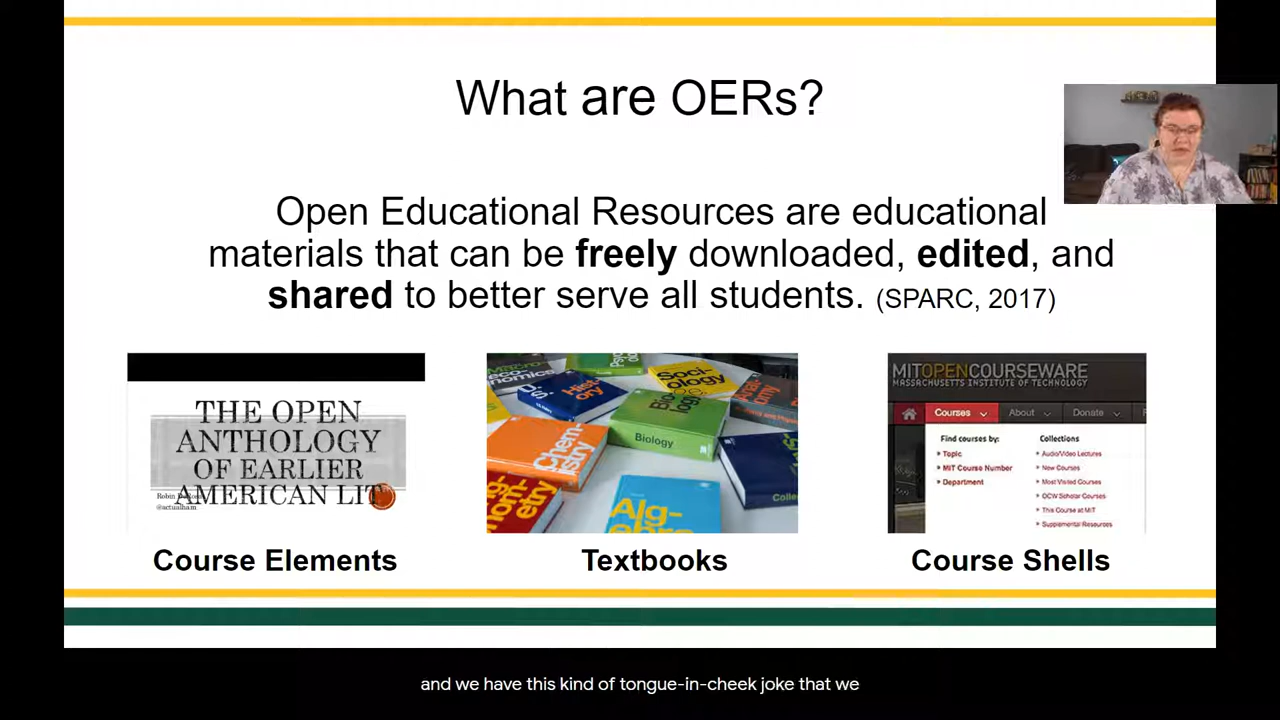 What are OERs?
Open Educational Resources are educational
materials that can be freely downloaded, edited, and
shared to better serve all students. (SPARC, 2017)
THE OPEN
ANTHOLOGY
OF EARLIER
AMERICAN LIT
Robin
@actualham
Sociology
History
Biology
Biology
Chemistry
Algebra
MITOPENCOURSEWARE
MASSACHUSETTS INSTITUTE OF TECHNOLOGY
Courses About Donate
Find courses by:
Topic
MIT Course Number
Department
Collections
Audio/Video Lectures
New Courses
Most Visited Courses
OCW Scholar Courses
This Course at MIT
Supplemental Resources
Course Elements
Textbooks
Course Shells
and we have this kind of tongue-in-cheek joke that we